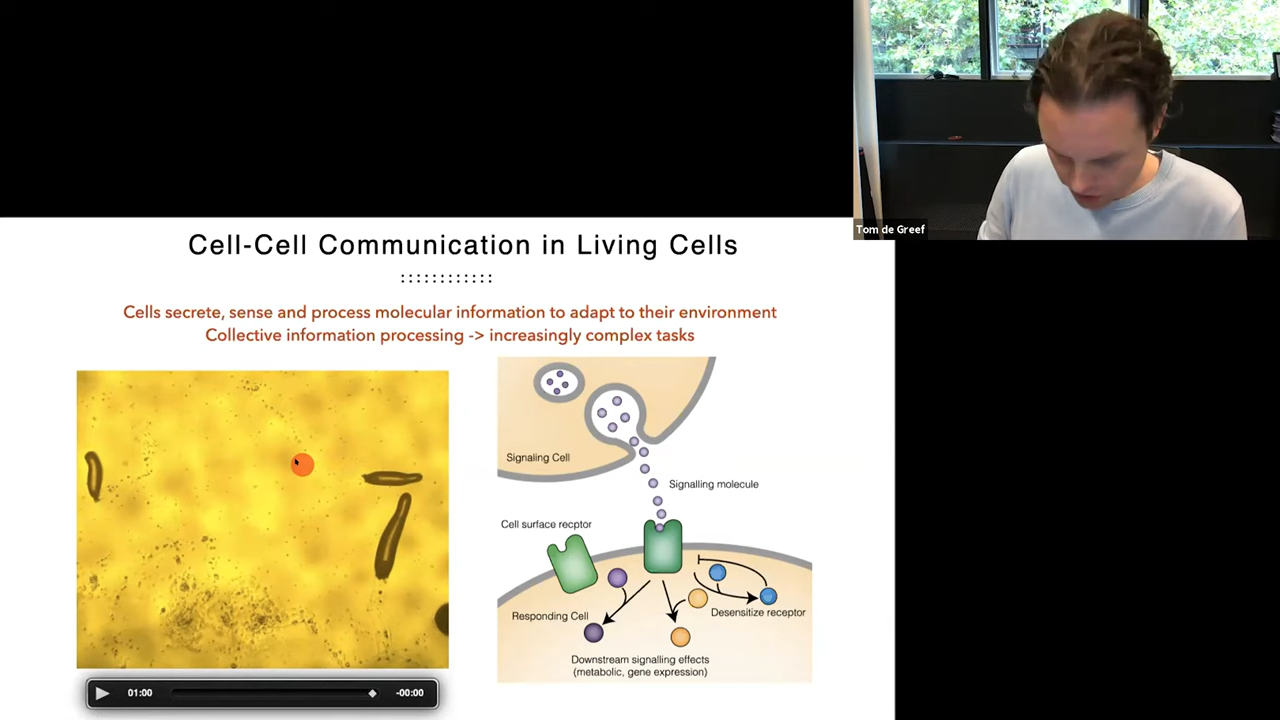 Tom de Greef
Cell-Cell Communication in Living Cells
Cells secrete, sense and process molecular information to adapt to their environment
Collective information processing -> increasingly complex tasks
Signaling Cell
Signalling molecule
Cell surface recptor
Responding Cell
Desensitize receptor
Downstream signalling effects
(metabolic, gene expression)
01:00
-00:00